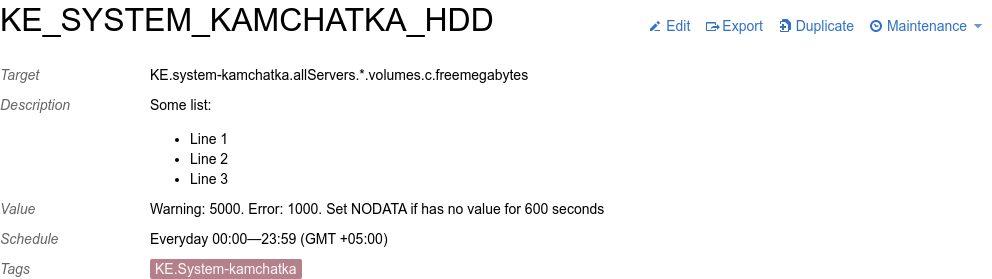 KE_SYSTEM_KAMCHATKA_HDD
Edit Export Duplicate Maintenance
Target KE.system-kamchatka.allServers.*.volumes.c.freemegabytes
Description Some list:
• Line 1
• Line 2
• Line 3
Value Warning: 5000. Error: 1000. Set NODATA if has no value for 600 seconds
Schedule Everyday 00:00—23:59 (GMT +05:00)
Tags KE.System-kamchatka